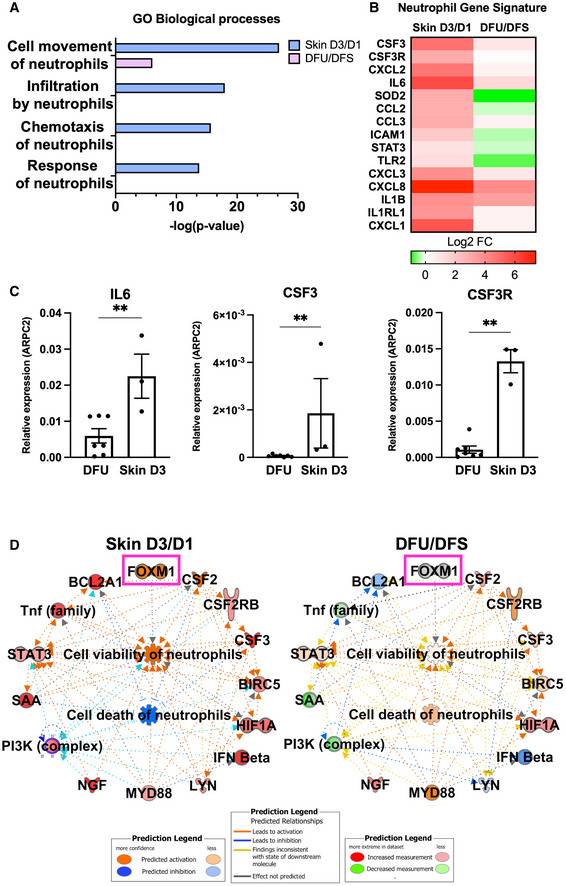 A
GO Biological processes
Cell movement
of neutrophils
Infiltration
by neutrophils
Chemotaxis
of neutrophils
Response
of neutrophils
Skin D3/D1
DFU/DFS
0 10 20 30
-log(p-value)
B
Neutrophil Gene Signature
Skin D3/D1 DFU/DFS
CSF3
CSF3R
CXCL2
IL6
SOD2
CCL2
CCL3
ICAM1
STAT3
TLR2
CXCL3
CXCL8
IL1B
IL1RL1
CXCL1
Log2 FC
0 2 4 6
C
IL6
Relative expression (ARPC2)
0.04
0.03
0.02
0.01
0.00
**
DFU Skin D3
CSF3
Relative expression (ARPC2)
6×10-3
4×10-3
2×10-3
0
**
DFU Skin D3
CSF3R
Relative expression (ARPC2)
0.020
0.015
0.010
0.005
0.000
**
DFU Skin D3
D
Skin D3/D1
FOXM1
BCL2A1
CSF2
Tnf (family)
CSF2RB
STAT3
CSF3
Cell viability of neutrophils
SAA
BIRC5
Cell death of neutrophils
HIF1A
PI3K (complex)
IFN Beta
NGF
MYD88
LYN
DFU/DFS
FOXM1
BCL2A1
CSF2
Tnf (family)
CSF2RB
STAT3
CSF3
Cell viability of neutrophils
SAA
BIRC5
Cell death of neutrophils
HIF1A
PI3K (complex)
IFN Beta
NGF
MYD88
LYN
Prediction Legend
more confidence less
Predicted activation
Predicted inhibition
Prediction Legend
Predicted Relationships
Leads to activation
Leads to inhibition
Findings inconsistent
with state of downstream
molecule
Effect not predicted
Prediction Legend
more extreme in dataset less
Increased measurement
Decreased measurement